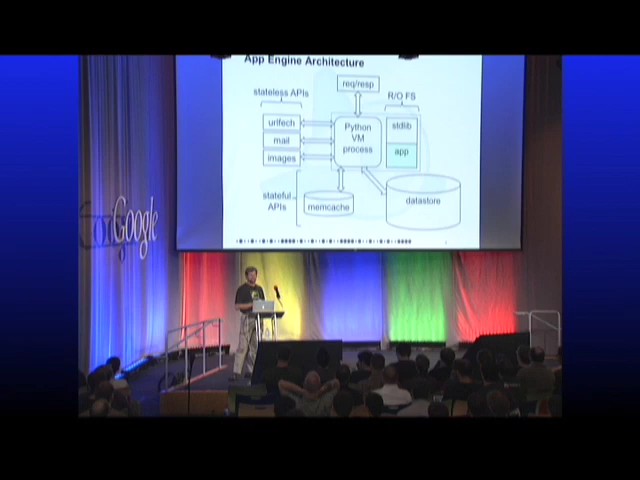 App Engine Architecture
req/resp
stateless APIs
R/O FS
urlfech
mail
images
Python
VM
process
stdlib
app
stateful
APIs
memcache
datastore
Google